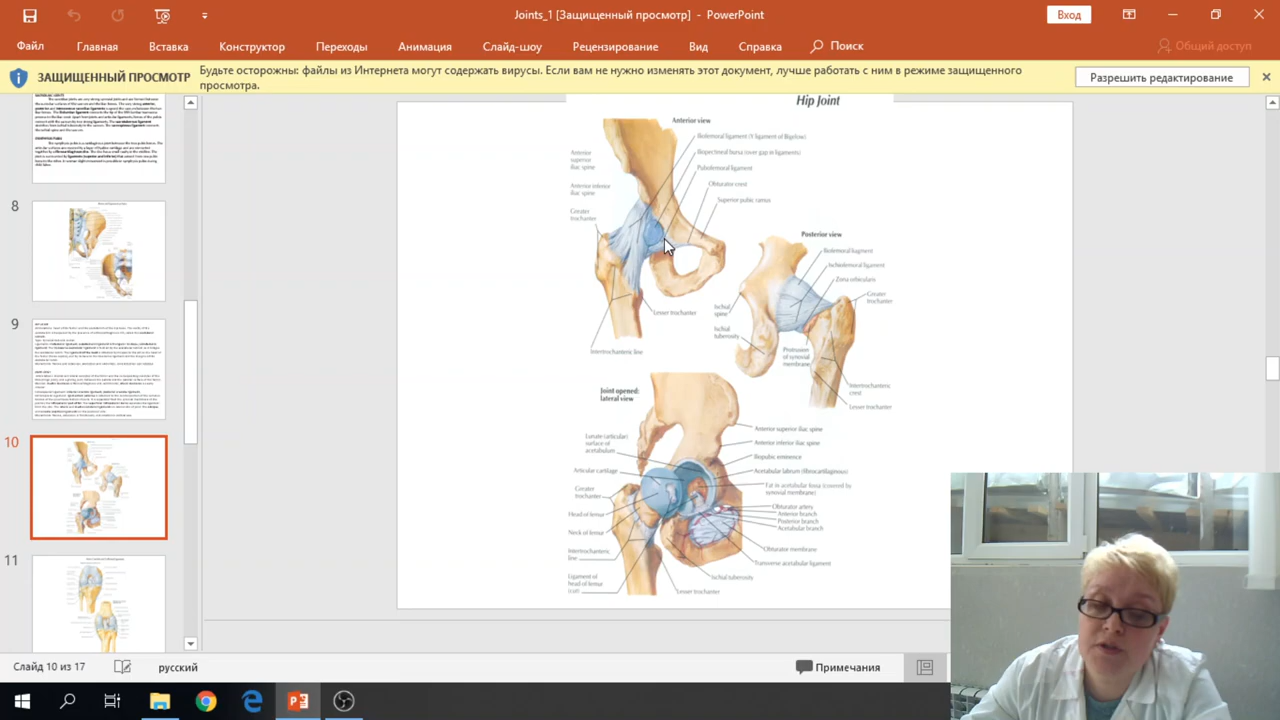 Joints_1 [Защищенный просмотр] - PowerPoint
Вход
Файл
Главная
Вставка
Конструктор
Переходы
Анимация
Слайд-шоу
Рецензирование
Вид
Справка
Поиск
Общий доступ
ЗАЩИЩЕННЫЙ ПРОСМОТР
Будьте осторожны: файлы из Интернета могут содержать вирусы. Если вам не нужно изменять этот документ, лучше работать с ним в режиме защищенного
просмотра.
Разрешить редактирование
8
9
10
11
Hip Joint
Anterior view
Iliofemoral ligament (Y ligament of Bigelow)
Iliopectineal bursa (over gap in ligaments)
Pubofemoral ligament
Obturator crest
Superior pubic ramus
Anterior
superior
iliac spine
Anterior inferior
iliac spine
Greater
trochanter
Lesser trochanter
Intertrochanteric line
Posterior view
Iliofemoral ligament
Ischiofemoral ligament
Zona orbicularis
Greater
trochanter
Ischial
spine
Ischial
tuberosity
Protrusion
of synovial
membrane
Intertrochanteric
crest
Lesser trochanter
Joint opened:
lateral view
Lunate (articular)
surface of
acetabulum
Articular cartilage
Greater
trochanter
Head of femur
Neck of femur
Intertrochanteric
line
Ligament of
head of femur
(cut)
Anterior superior iliac spine
Anterior inferior iliac spine
Iliopubic eminence
Acetabular labrum (fibrocartilaginous)
Fat in acetabular fossa (covered by
synovial membrane)
Obturator artery
Anterior branch
Posterior branch
Acetabular branch
Obturator membrane
Transverse acetabular ligament
Ischial tuberosity
Lesser trochanter
Слайд 10 из 17
русский
Примечания